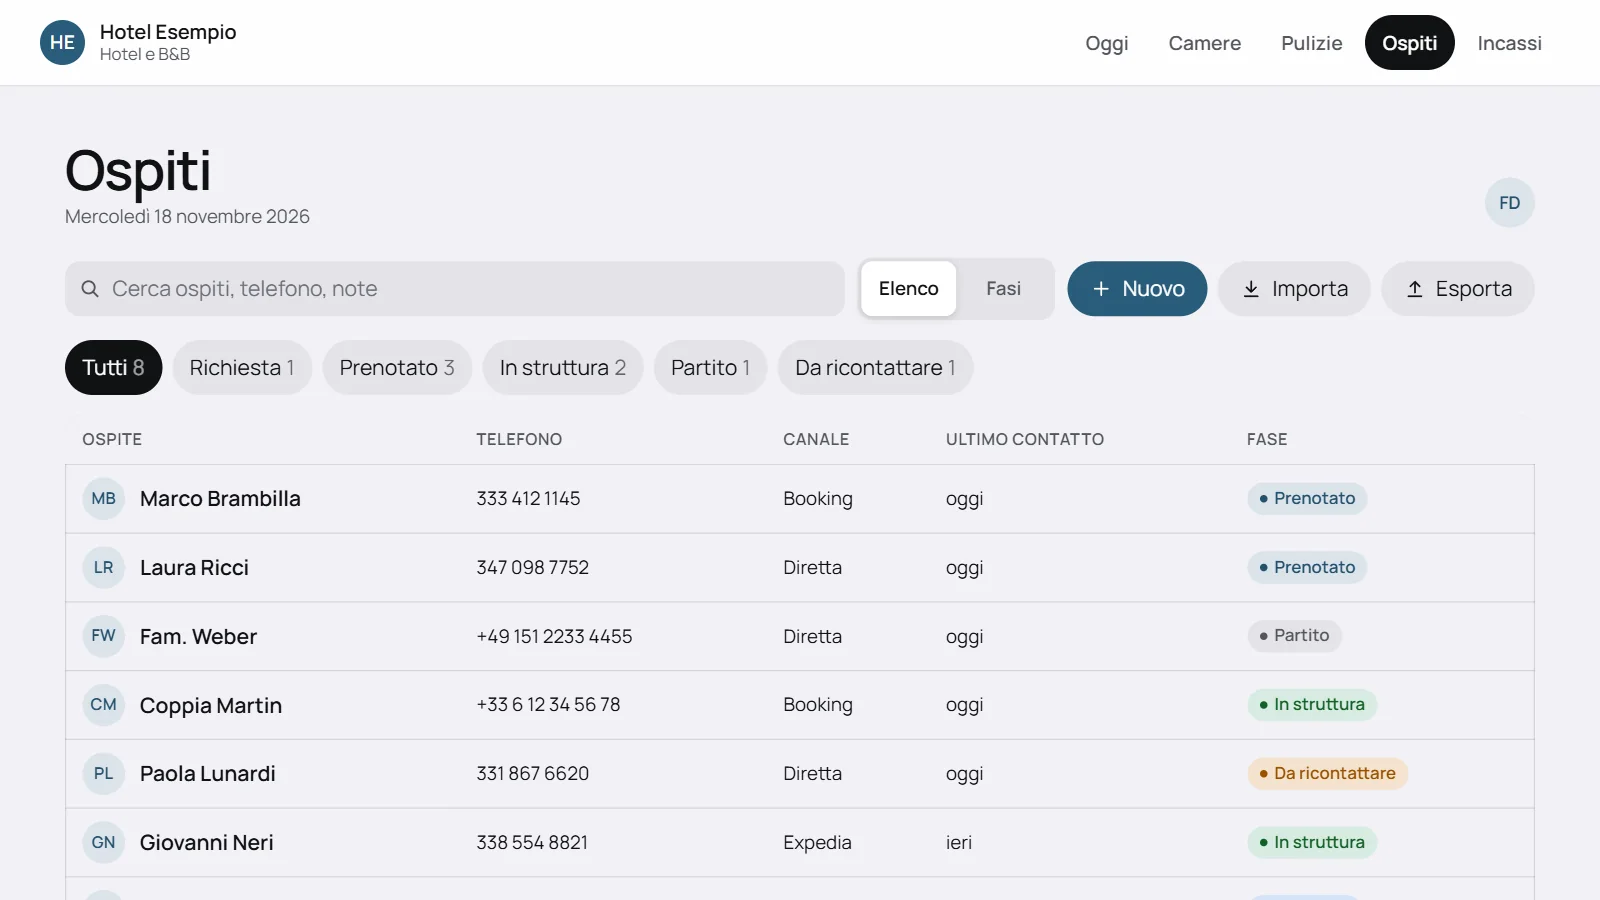 HE
Hotel Esempio
Hotel e B&B
Oggi Camere Pulizie Ospiti Incassi
Ospiti
Mercoledì 18 novembre 2026
FD
Cerca ospiti, telefono, note
Elenco Fasi
+ Nuovo
Importa
Esporta
Tutti 8 Richiesta 1 Prenotato 3 In struttura 2 Partito 1 Da ricontattare 1
OSPITE TELEFONO CANALE ULTIMO CONTATTO FASE
MB Marco Brambilla 333 412 1145 Booking oggi Prenotato
LR Laura Ricci 347 098 7752 Diretta oggi Prenotato
FW Fam. Weber +49 151 2233 4455 Diretta oggi Partito
CM Coppia Martin +33 6 12 34 56 78 Booking oggi In struttura
PL Paola Lunardi 331 867 6620 Diretta oggi Da ricontattare
GN Giovanni Neri 338 554 8821 Expedia ieri In struttura